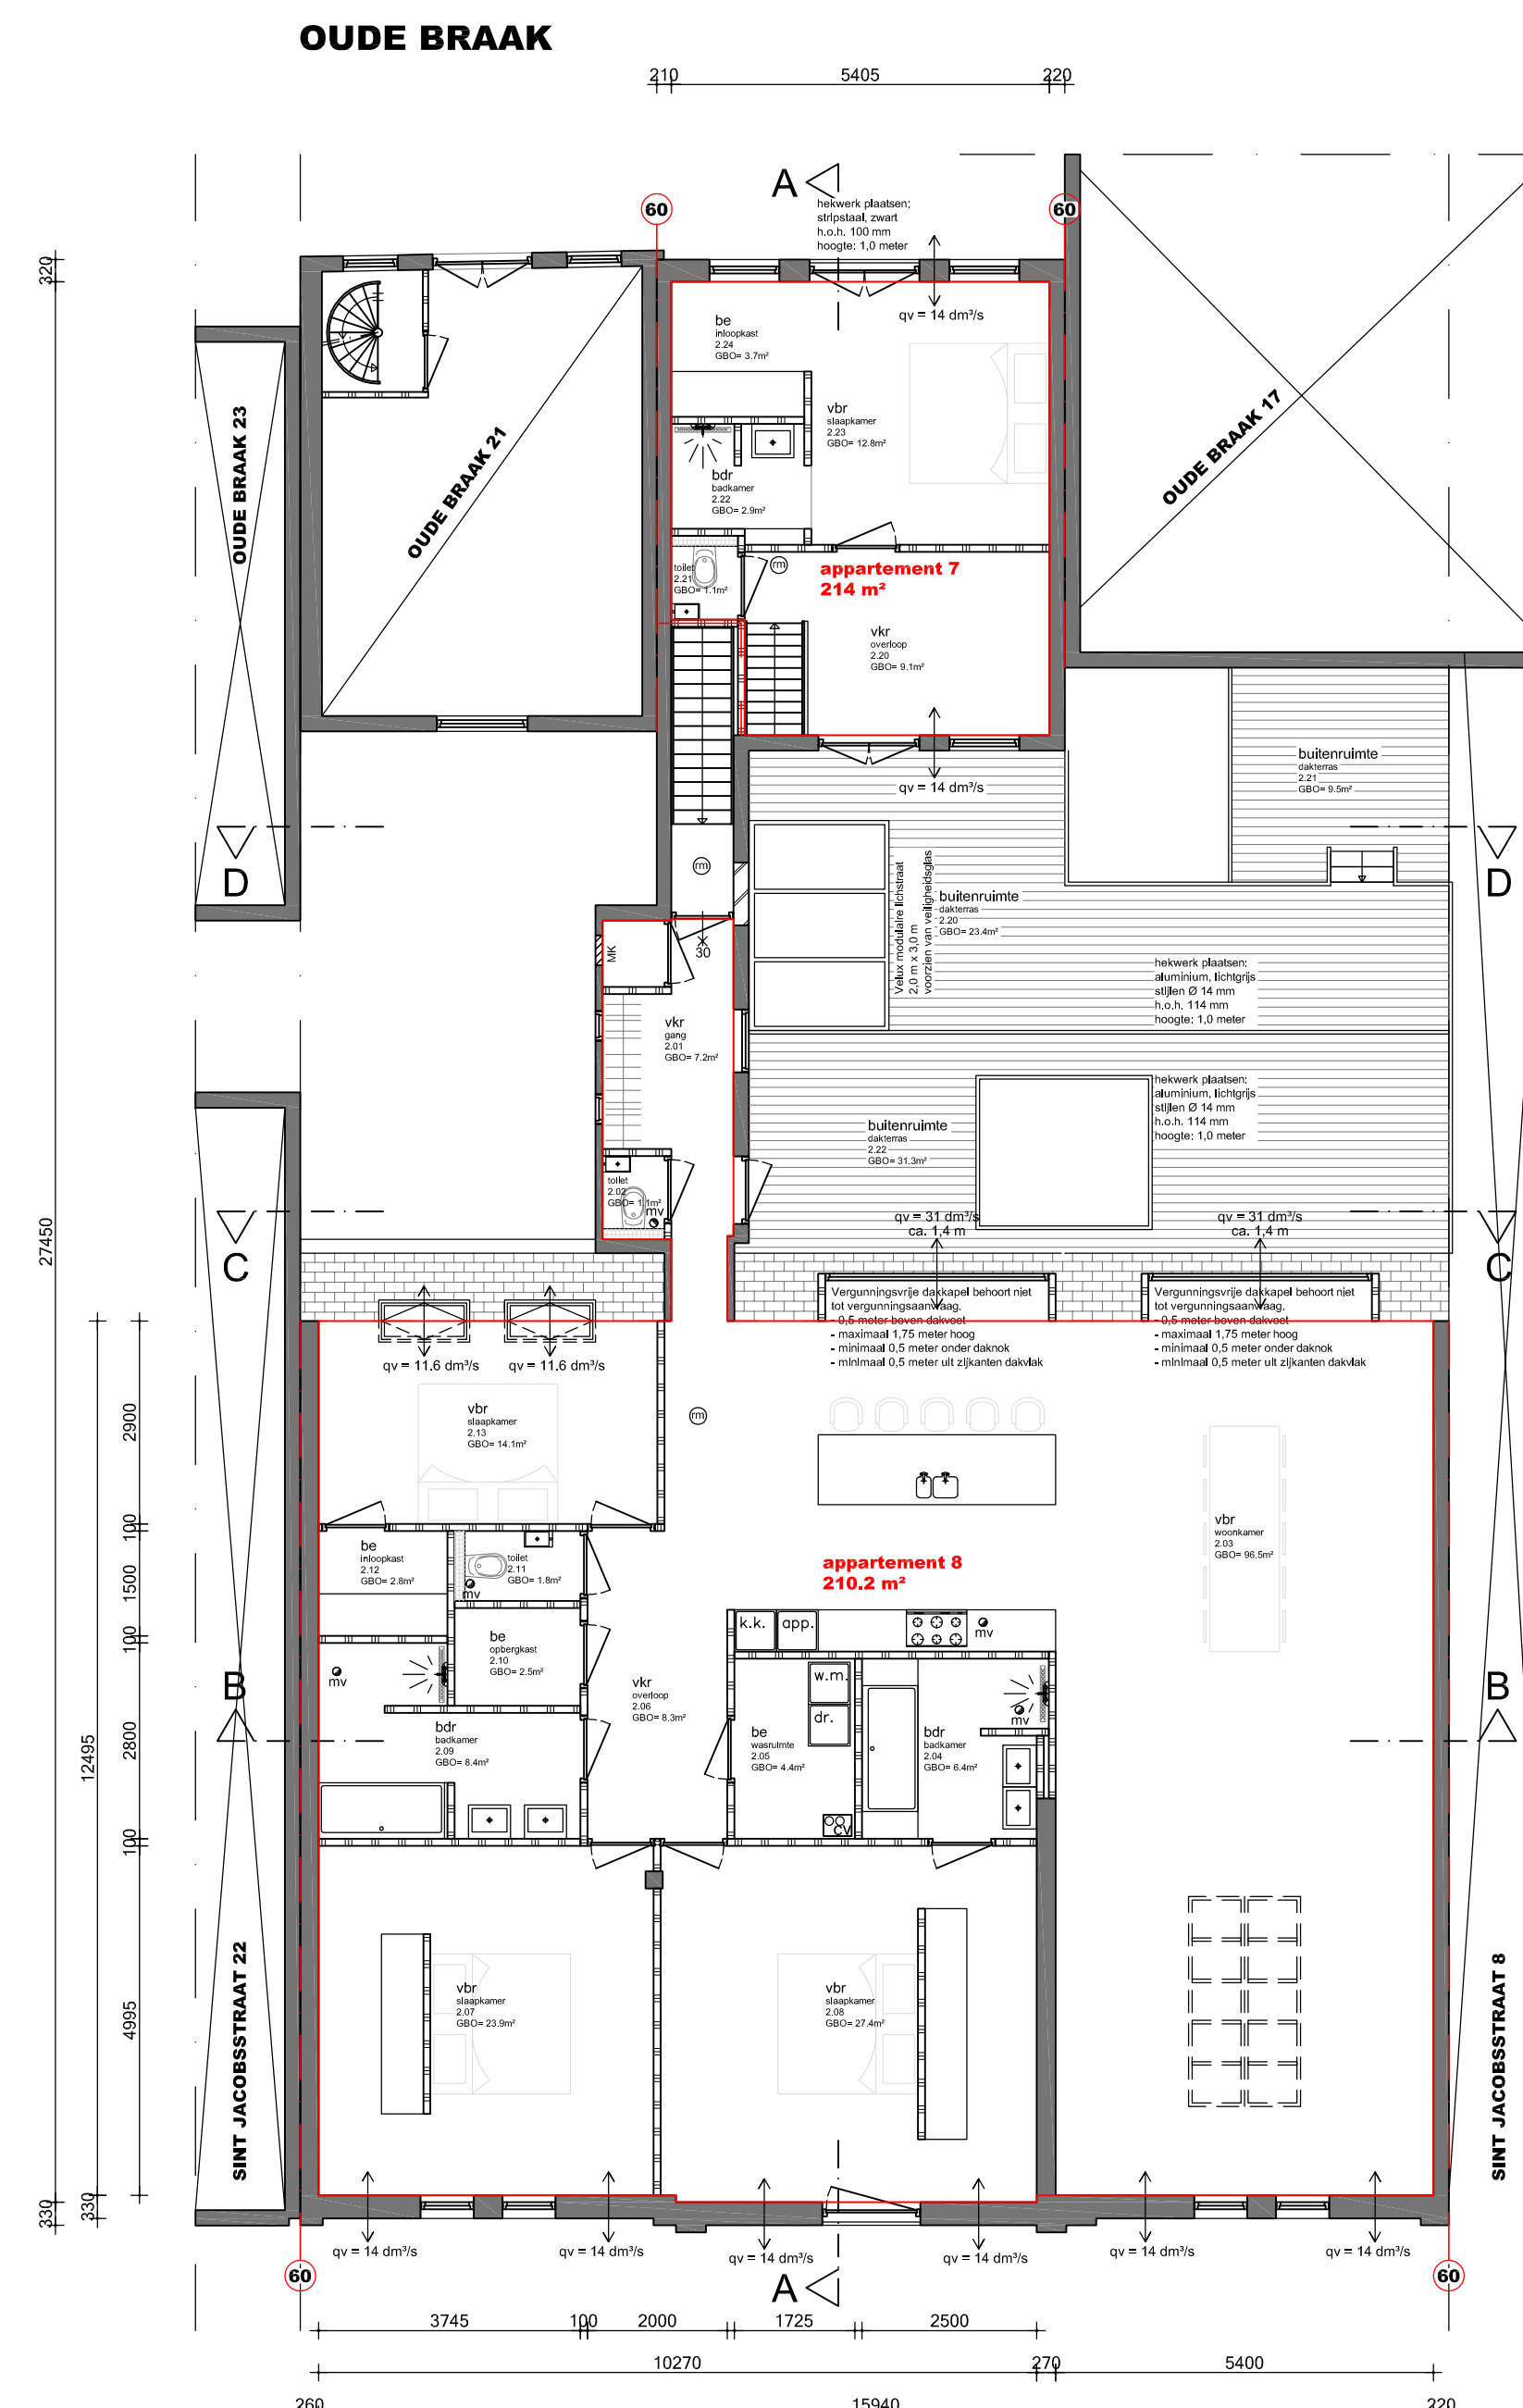 OUDE BRAAK
210
5405
220
A
hekwerk plaatsen:
stripstaal, zwart
h.o.h. 100 mm
hoogte: 1,0 meter
60
60
320
qv = 14 dm³/s
be
inloopkast
2.24
GBO= 3.7m²
vbr
slaapkamer
2.23
GBO= 12.8m²
bdr
badkamer
2.22
GBO= 2.9m²
toilet
2.21
GBO= 1.1m²
rm
appartement 7
214 m²
vkr
overloop
2.20
GBO= 9.1m²
OUDE BRAAK 23
OUDE BRAAK 21
OUDE BRAAK 17
qv = 14 dm³/s
buitenruimte
dakterras
2.21
GBO= 9.5m²
D
D
rm
Velux modulaire lichstraat
2,0 m x 3,0 m
voorzien van veiligheidsglas
buitenruimte
dakterras
2.20
GBO= 23.4m²
30
MK
hekwerk plaatsen:
aluminium, lichtgrijs
stijlen Ø 14 mm
h.o.h. 114 mm
hoogte: 1,0 meter
vkr
gang
2.01
GBO= 7.2m²
hekwerk plaatsen:
aluminium, lichtgrijs
stijlen Ø 14 mm
h.o.h. 114 mm
hoogte: 1,0 meter
buitenruimte
dakterras
2.22
GBO= 31.3m²
toilet
2.02
GBO= 1.1m²
mv
qv = 31 dm³/s
ca. 1,4 m
qv = 31 dm³/s
ca. 1,4 m
27450
C
C
Vergunningsvrije dakkapel behoort niet
tot vergunningsaanvraag.
- 0,5 meter boven dakvoet
- maximaal 1,75 meter hoog
- minimaal 0,5 meter onder daknok
- minimaal 0,5 meter uit zijkanten dakvlak
Vergunningsvrije dakkapel behoort niet
tot vergunningsaanvraag.
- 0,5 meter boven dakvoet
- maximaal 1,75 meter hoog
- minimaal 0,5 meter onder daknok
- minimaal 0,5 meter uit zijkanten dakvlak
qv = 11.6 dm³/s
qv = 11.6 dm³/s
2900
vbr
slaapkamer
2.13
GBO= 14.1m²
rm
100
1500
100
be
inloopkast
2.12
GBO= 2.8m²
toilet
2.11
GBO= 1.8m²
mv
vbr
woonkamer
2.03
GBO= 96.5m²
appartement 8
210.2 m²
k.k.
app.
mv
be
opbergkast
2.10
GBO= 2.5m²
mv
B
B
vkr
overloop
2.06
GBO= 8.3m²
w.m.
dr.
mv
bdr
badkamer
2.09
GBO= 8.4m²
be
wasruimte
2.05
GBO= 4.4m²
bdr
badkamer
2.04
GBO= 6.4m²
cv
12495
2800
100
4995
vbr
slaapkamer
2.07
GBO= 23.9m²
vbr
slaapkamer
2.08
GBO= 27.4m²
SINT JACOBSSTRAAT 22
SINT JACOBSSTRAAT 8
330
330
qv = 14 dm³/s
qv = 14 dm³/s
qv = 14 dm³/s
qv = 14 dm³/s
qv = 14 dm³/s
qv = 14 dm³/s
60
60
A
3745
100
2000
1725
2500
10270
270
5400
260
15940
220